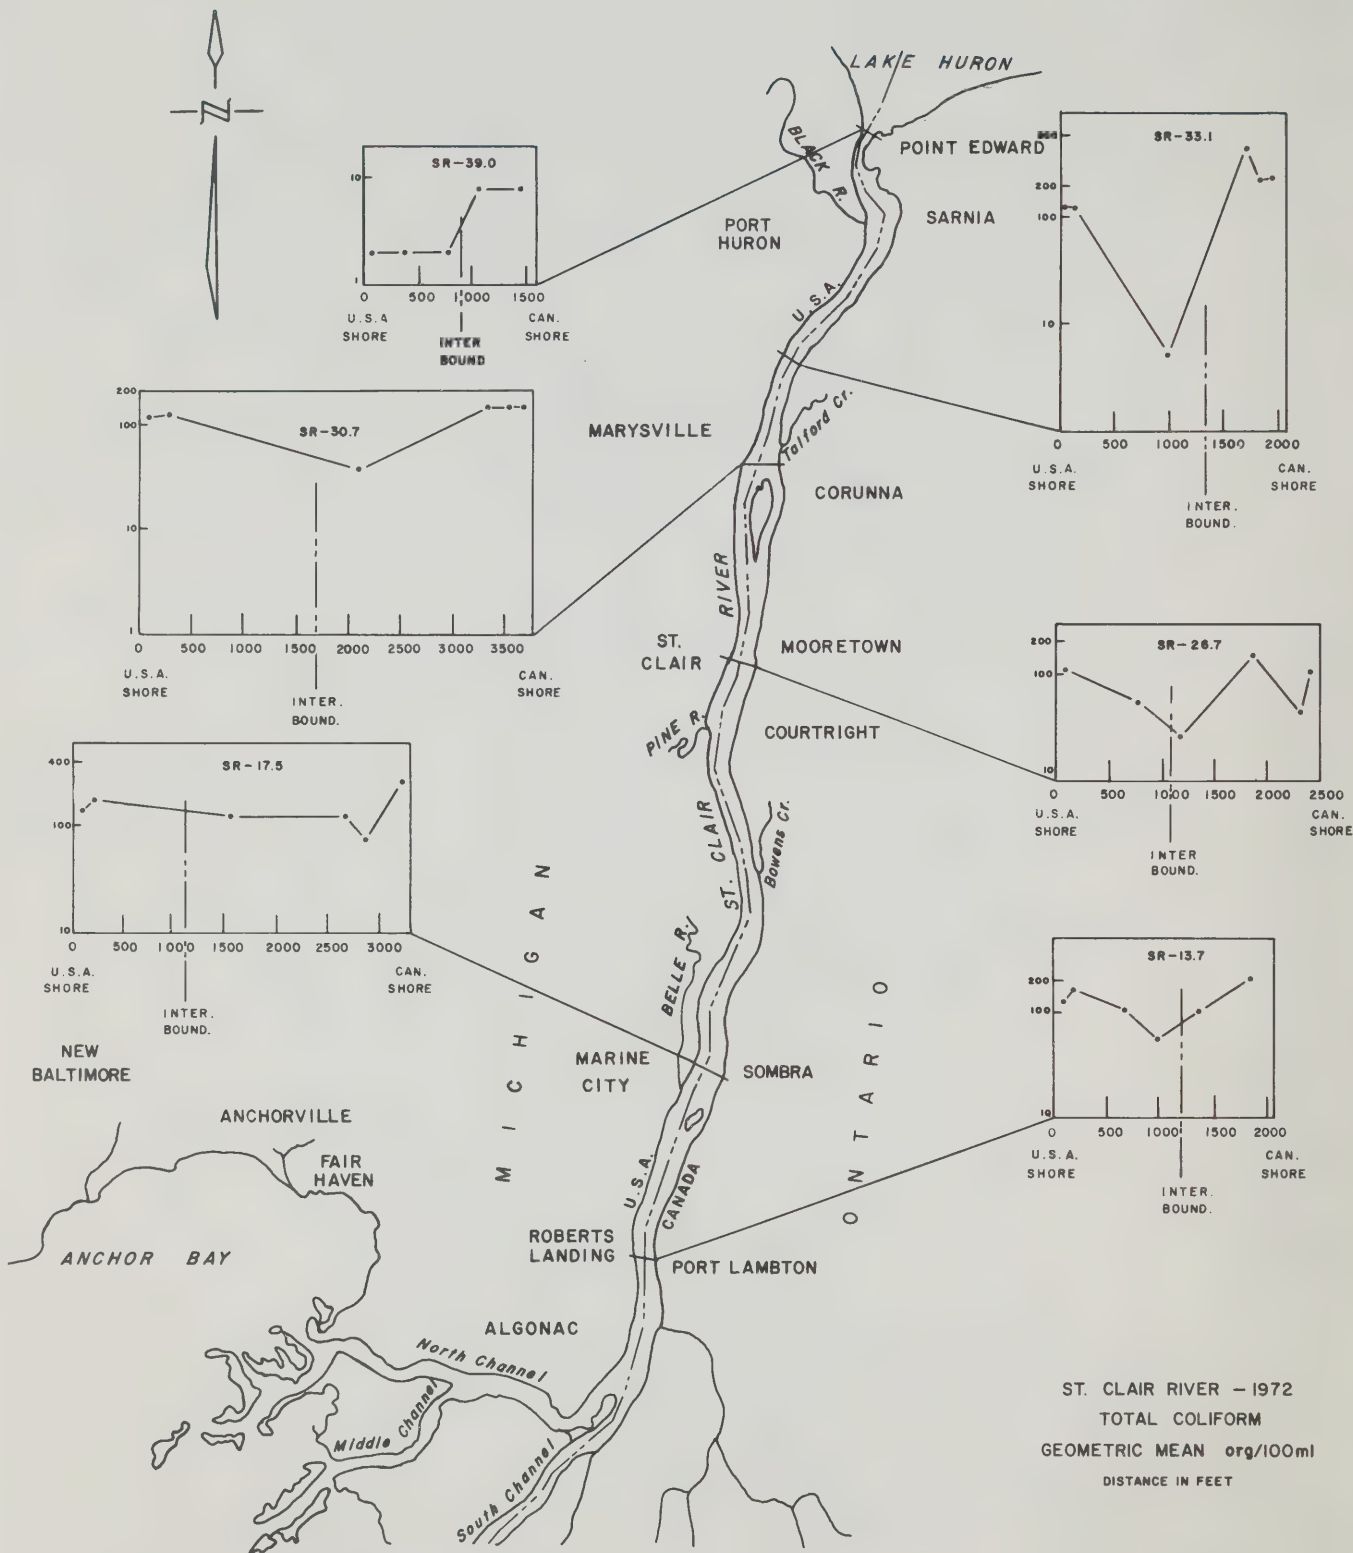 N
LAKE HURON
BLACK R.
POINT EDWARD
SARNIA
PORT
HURON
U.S.A.
MARYSVILLE
Talford Cr.
CORUNNA
RIVER
ST.
CLAIR
MOORETOWN
PINE R.
COURTRIGHT
ST. CLAIR
Bowens Cr.
MICHIGAN
BELLE R.
ONTARIO
MARINE
CITY
SOMBRA
U.S.A.
CANADA
NEW
BALTIMORE
ANCHORVILLE
FAIR
HAVEN
ANCHOR BAY
ROBERTS
LANDING
PORT LAMBTON
ALGONAC
North Channel
Middle Channel
South Channel
SR-39.0
10
1
0 500 1000 1500
U.S.A
SHORE
CAN.
SHORE
INTER
BOUND
SR-33.1
200
100
10
0 500 1000 1500 2000
U.S.A.
SHORE
CAN.
SHORE
INTER.
BOUND.
SR-30.7
200
100
10
1
0 500 1000 1500 2000 2500 3000 3500
U.S.A.
SHORE
CAN.
SHORE
INTER.
BOUND.
SR-26.7
200
100
10
0 500 1000 1500 2000 2500
U.S.A.
SHORE
CAN.
SHORE
INTER
BOUND.
SR-17.5
400
100
10
0 500 1000 1500 2000 2500 3000
U.S.A.
SHORE
CAN.
SHORE
INTER.
BOUND.
SR-13.7
200
100
10
0 500 1000 1500 2000
U.S.A.
SHORE
CAN.
SHORE
INTER.
BOUND.
ST. CLAIR RIVER - 1972
TOTAL COLIFORM
GEOMETRIC MEAN org/100ml
DISTANCE IN FEET